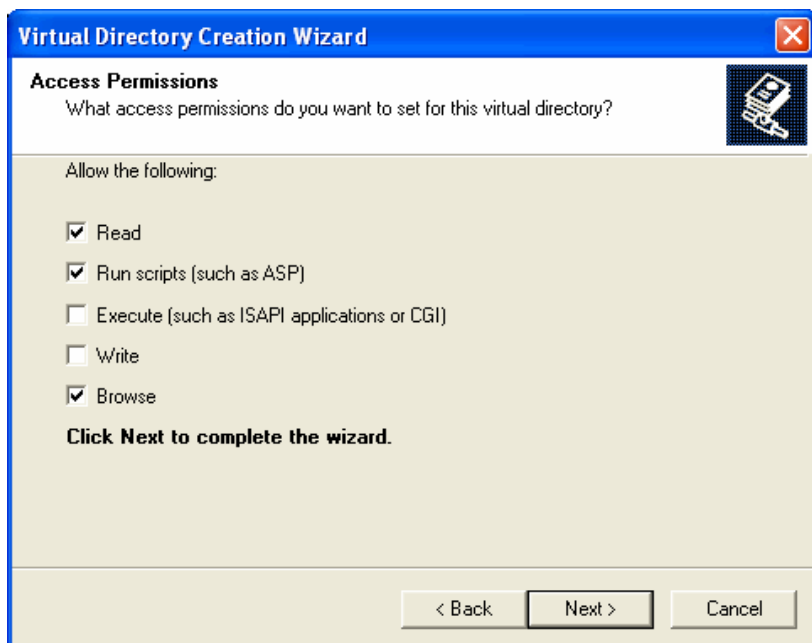 Virtual Directory Creation Wizard
Access Permissions
What access permissions do you want to set for this virtual directory?
Allow the following:
Read
Run scripts (such as ASP)
Execute (such as ISAPI applications or CGI)
Write
Browse
Click Next to complete the wizard.
< Back Next > Cancel